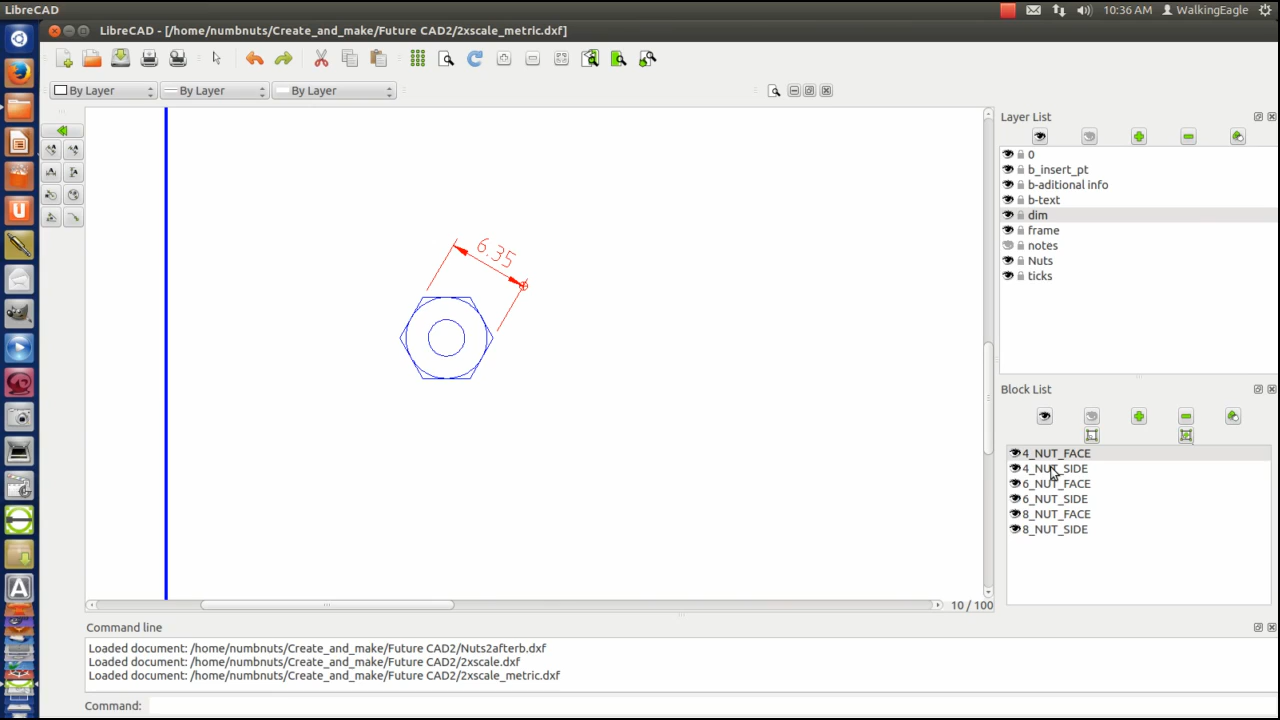 LibreCAD
10:36 AM
WalkingEagle
LibreCAD - [/home/numbnuts/Create_and_make/Future CAD2/2xscale_metric.dxf]
By Layer
By Layer
By Layer
Layer List
0
b_insert_pt
b-aditional info
b-text
dim
frame
notes
Nuts
ticks
6.35
Block List
4_NUT_FACE
4_NUT_SIDE
6_NUT_FACE
6_NUT_SIDE
8_NUT_FACE
8_NUT_SIDE
10 / 100
Command line
Loaded document: /home/numbnuts/Create_and_make/Future CAD2/Nuts2afterb.dxf
Loaded document: /home/numbnuts/Create_and_make/Future CAD2/2xscale.dxf
Loaded document: /home/numbnuts/Create_and_make/Future CAD2/2xscale_metric.dxf
Command: